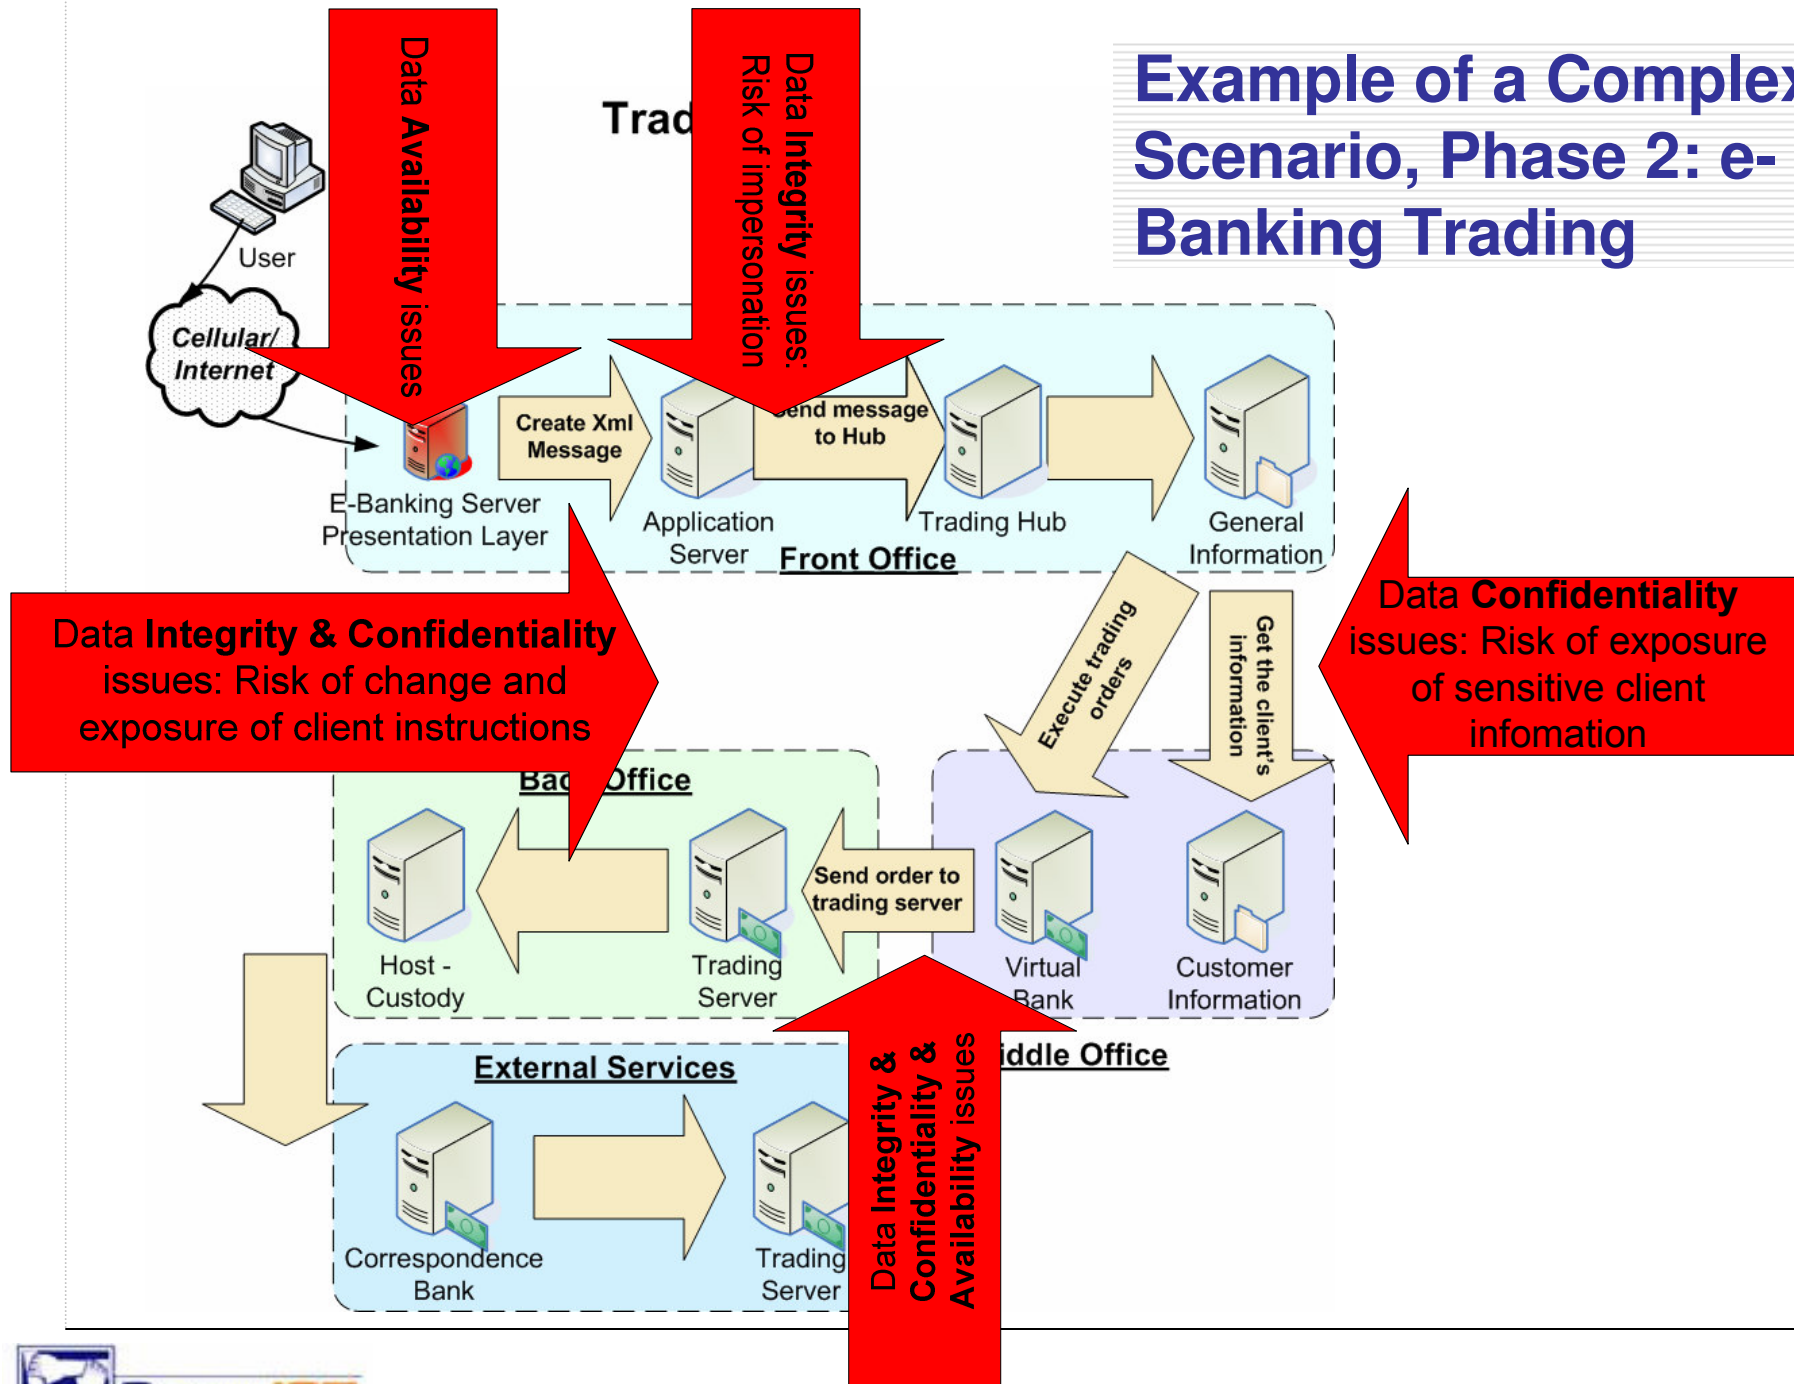 Example of a Complex
Scenario, Phase 2: e-
Banking Trading
Trad
Data Availability issues
Data Integrity issues:
Risk of impersonation
User
Cellular/
Internet
Create Xml
Message
Send message
to Hub
E-Banking Server
Presentation Layer
Application
Server
Trading Hub
General
Information
Front Office
Data Integrity & Confidentiality
issues: Risk of change and
exposure of client instructions
Execute trading
orders
Get the client's
information
Data Confidentiality
issues: Risk of exposure
of sensitive client
infomation
Back Office
Send order to
trading server
Host -
Custody
Trading
Server
Virtual
Bank
Customer
Information
iddle Office
External Services
Correspondence
Bank
Trading
Server
Data Integrity &
Confidentiality &
Availability issues